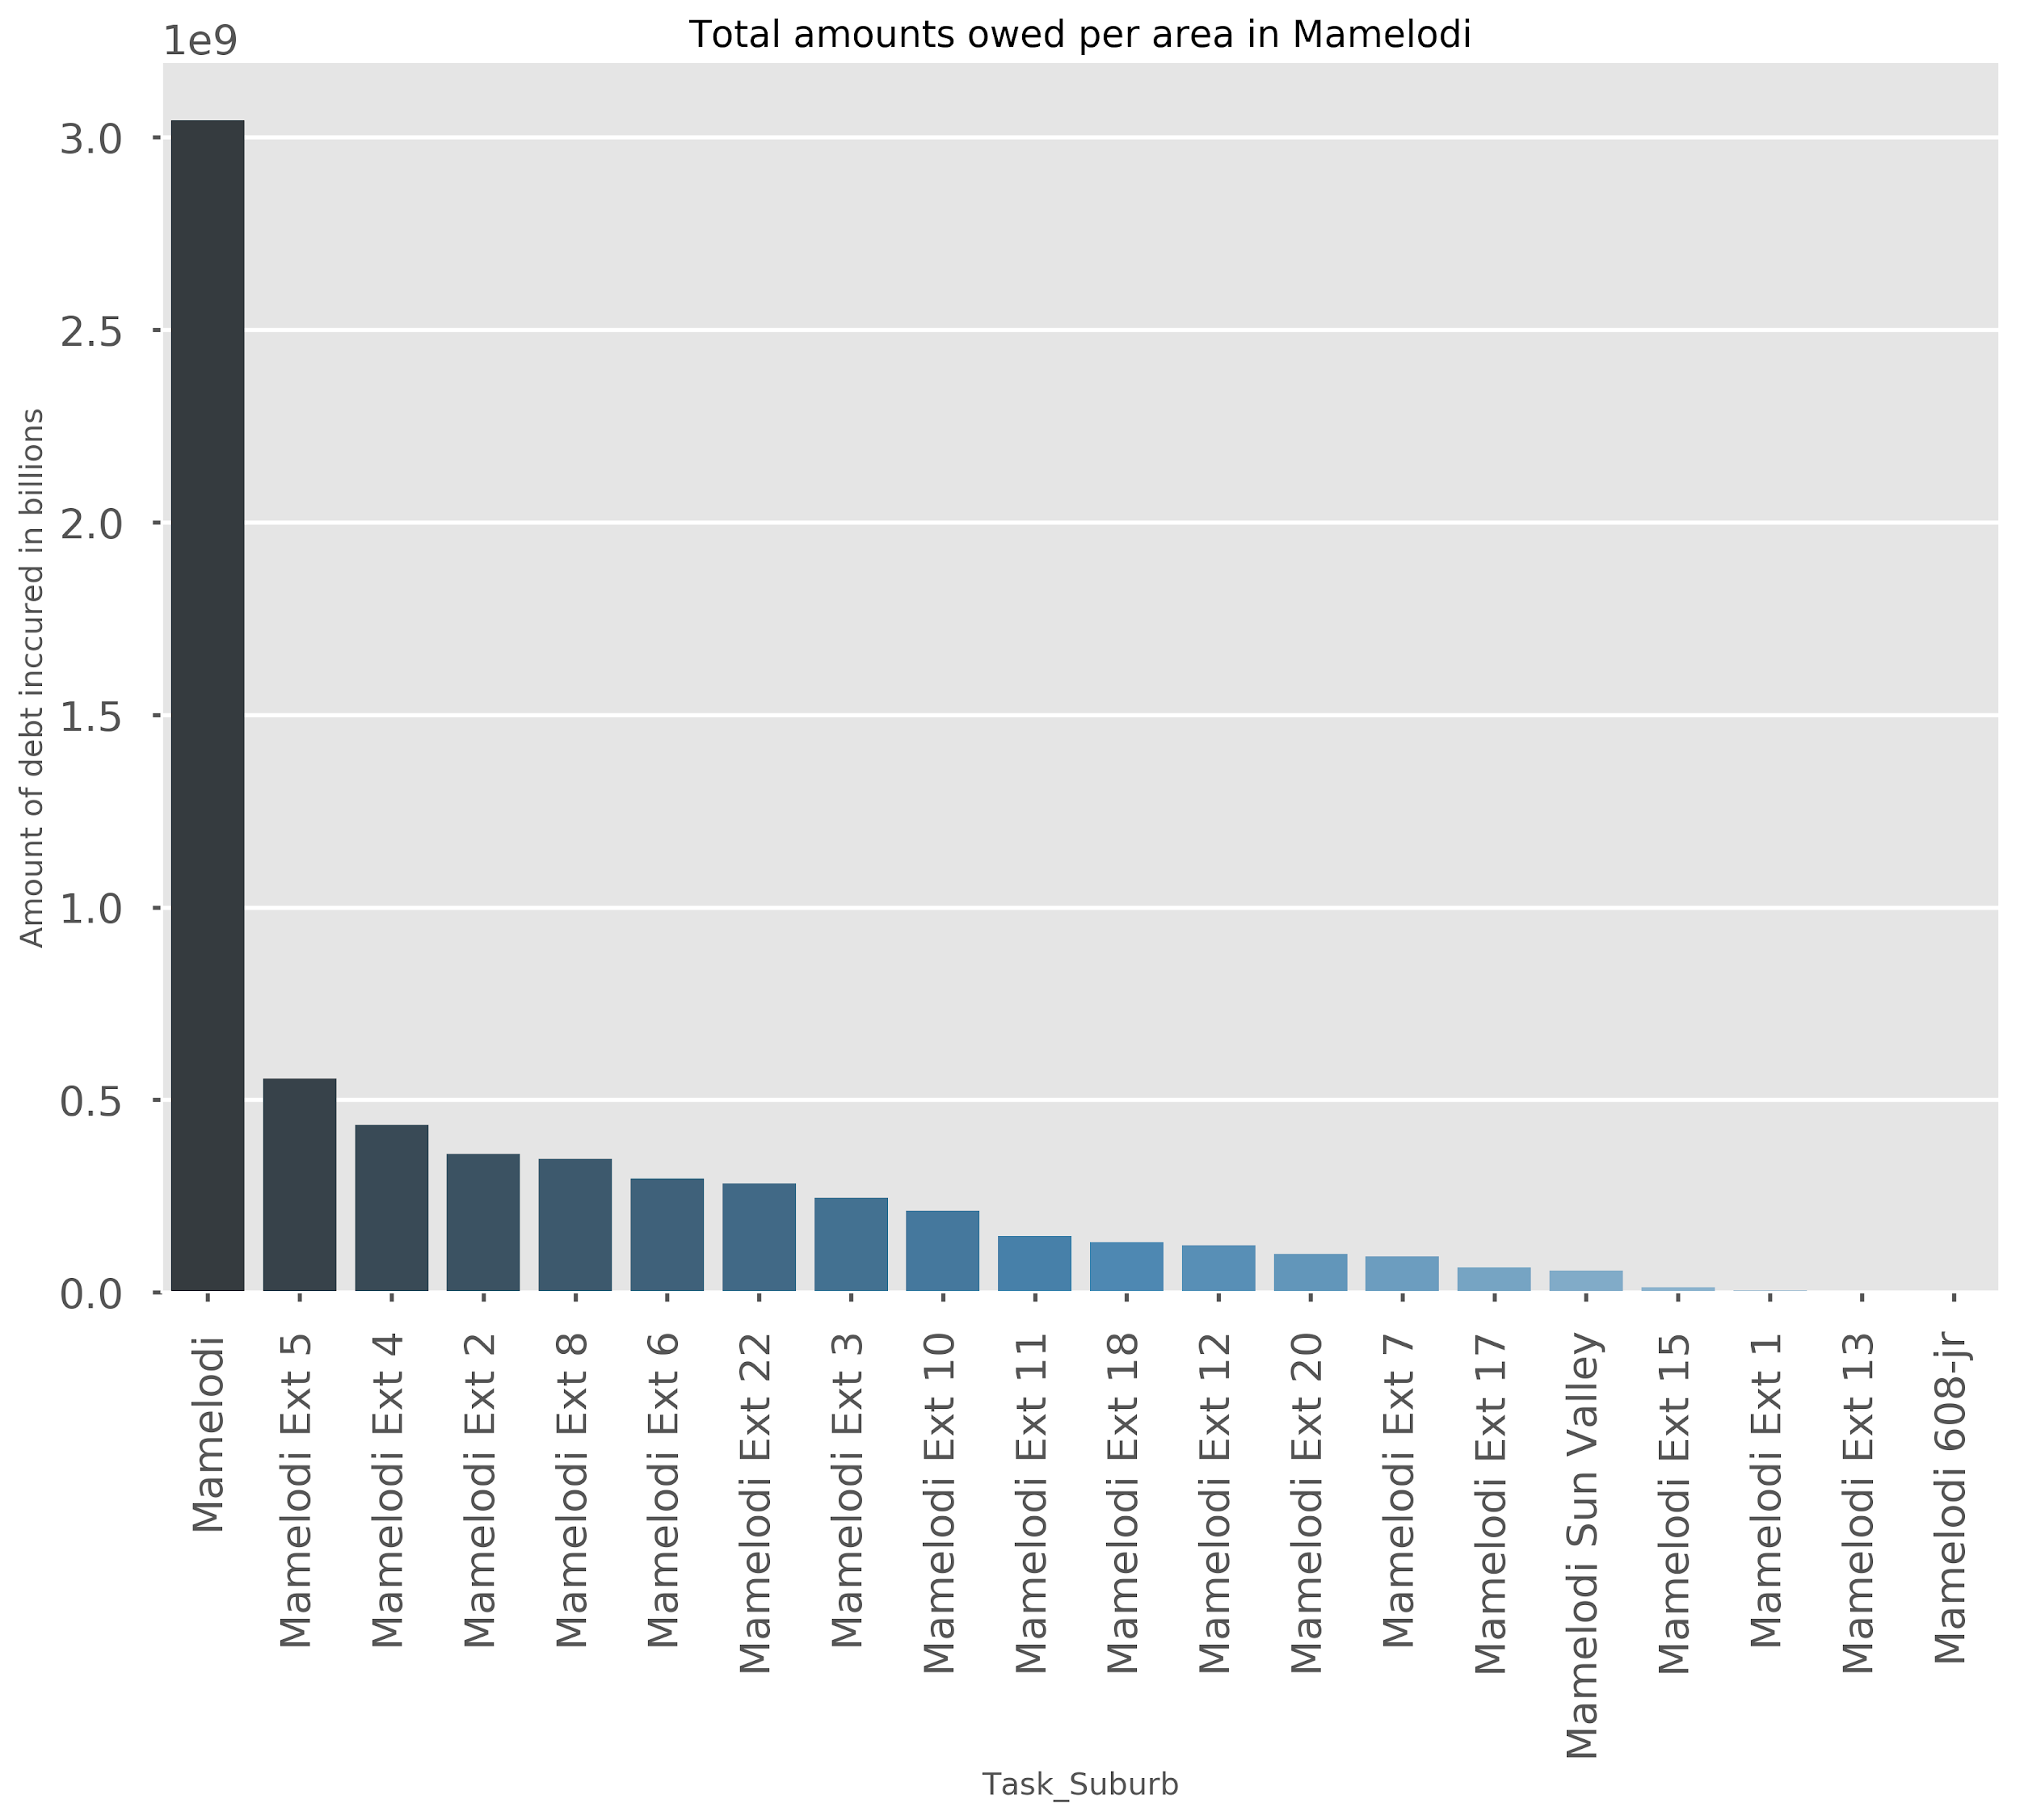 Total amounts owed per area in Mamelodi
1e9
3.0
2.5
2.0
1.5
1.0
0.5
0.0
Amount of debt inccured in billions
Mamelodi
Mamelodi Ext 5
Mamelodi Ext 4
Mamelodi Ext 2
Mamelodi Ext 8
Mamelodi Ext 6
Mamelodi Ext 22
Mamelodi Ext 3
Mamelodi Ext 10
Mamelodi Ext 11
Mamelodi Ext 18
Mamelodi Ext 12
Mamelodi Ext 20
Mamelodi Ext 7
Mamelodi Ext 17
Mamelodi Sun Valley
Mamelodi Ext 15
Mamelodi Ext 1
Mamelodi Ext 13
Mamelodi 608-jr
Task_Suburb